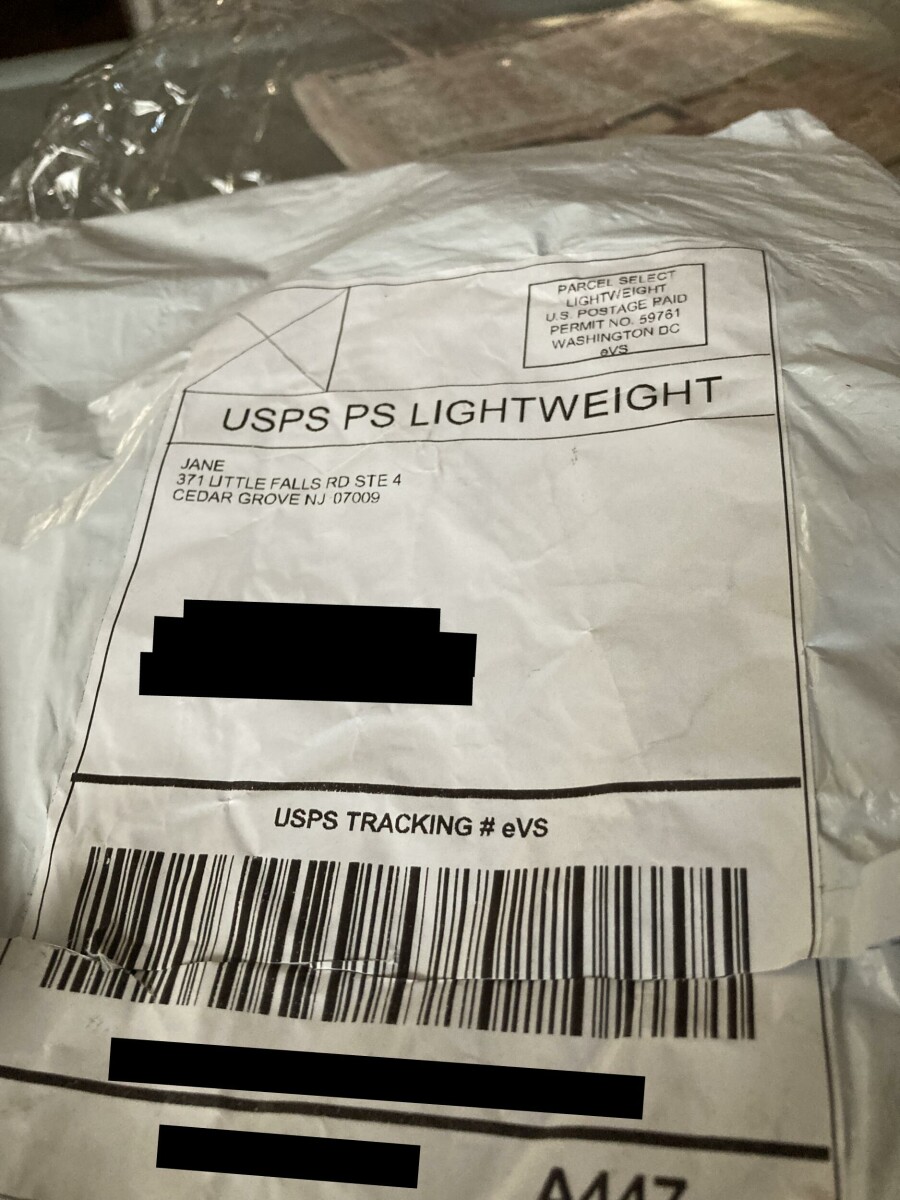 PARCEL SELECT
LIGHTWEIGHT
U.S. POSTAGE PAID
PERMIT NO. 59761
WASHINGTON DC
eVS
USPS PS LIGHTWEIGHT
JANE
371 LITTLE FALLS RD STE 4
CEDAR GROVE NJ 07009
USPS TRACKING # eVS
A447